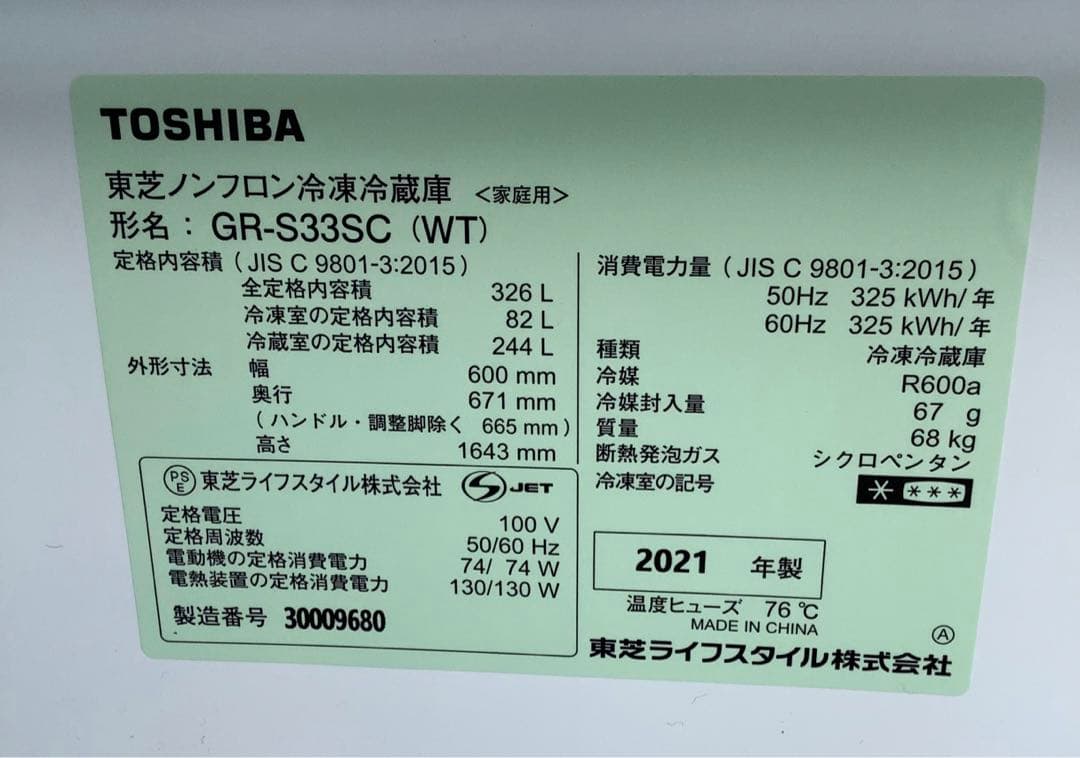 TOSHIBA
東芝ノンフロン冷凍冷蔵庫 <家庭用>
形名: GR-S33SC (WT)
定格内容積 (JIS C 9801-3:2015)
全定格内容積 326 L
冷凍室の定格内容積 82 L
冷蔵室の定格内容積 244 L
外形寸法 幅 600 mm
奥行 671 mm
(ハンドル・調整脚除く 665 mm)
高さ 1643 mm
PSE 東芝ライフスタイル株式会社 S JET
定格電圧 100 V
定格周波数 50/60 Hz
電動機の定格消費電力 74/ 74 W
電熱装置の定格消費電力 130/130 W
製造番号 30009680
消費電力量 (JIS C 9801-3:2015)
50Hz 325 kWh/年
60Hz 325 kWh/年
種類 冷凍冷蔵庫
冷媒 R600a
冷媒封入量 67 g
質量 68 kg
断熱発泡ガス シクロペンタン
冷凍室の記号 * ***
2021 年製
温度ヒューズ 76℃
MADE IN CHINA
A
東芝ライフスタイル株式会社